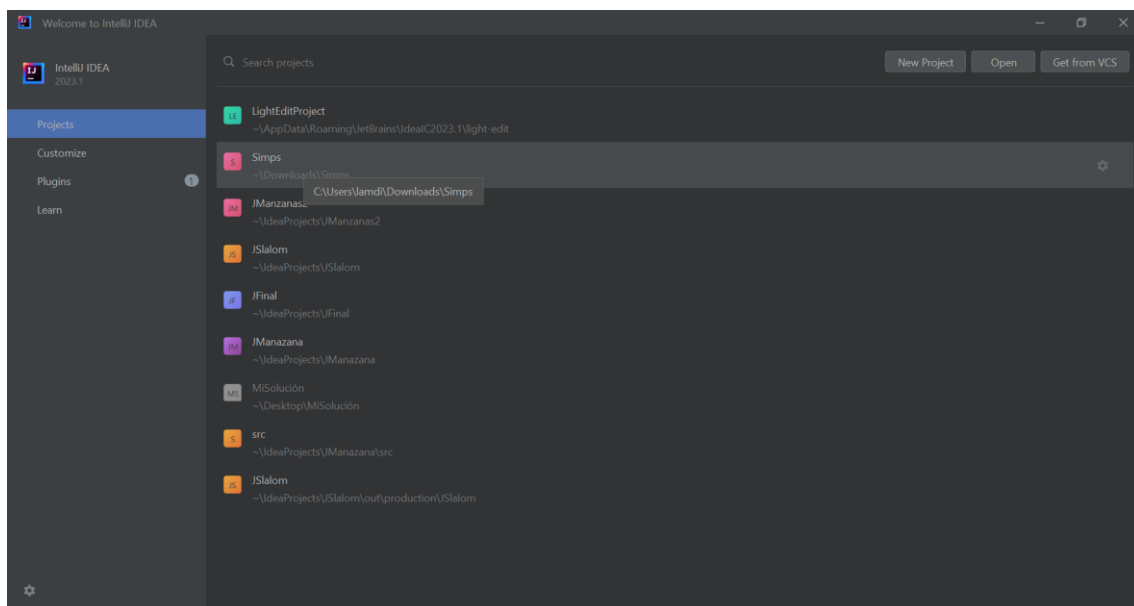 Welcome to IntelliJ IDEA
IJ
IntelliJ IDEA
2023.1
Projects
Customize
Plugins
1
Learn
Search projects
New Project
Open
Get from VCS
LE
LightEditProject
~\AppData\Roaming\JetBrains\IdeaIC2023.1\light-edit
S
Simps
~\Downloads\Simps
C:\Users\lamdi\Downloads\Simps
JM
JManzanas2
~\IdeaProjects\JManzanas2
JS
JSlalom
~\IdeaProjects\JSlalom
JF
JFinal
~\IdeaProjects\JFinal
JM
JManazana
~\IdeaProjects\JManazana
MS
MiSolución
~\Desktop\MiSolución
S
src
~\IdeaProjects\JManazana\src
JS
JSlalom
~\IdeaProjects\JSlalom\out\production\JSlalom